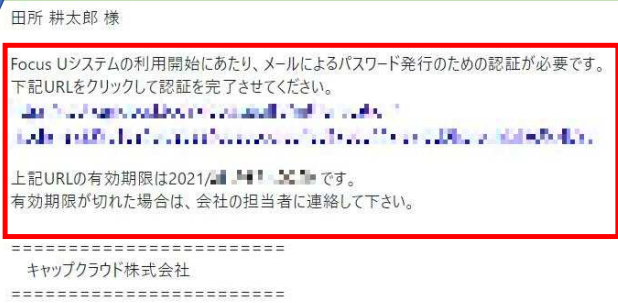 田所 耕太郎 様
Focus Uシステムの利用開始にあたり、メールによるパスワード発行のための認証が必要です。
下記URLをクリックして認証を完了させてください。
上記URLの有効期限は2021/ です。
有効期限が切れた場合は、会社の担当者に連絡して下さい。
========================
キャップクラウド株式会社
========================